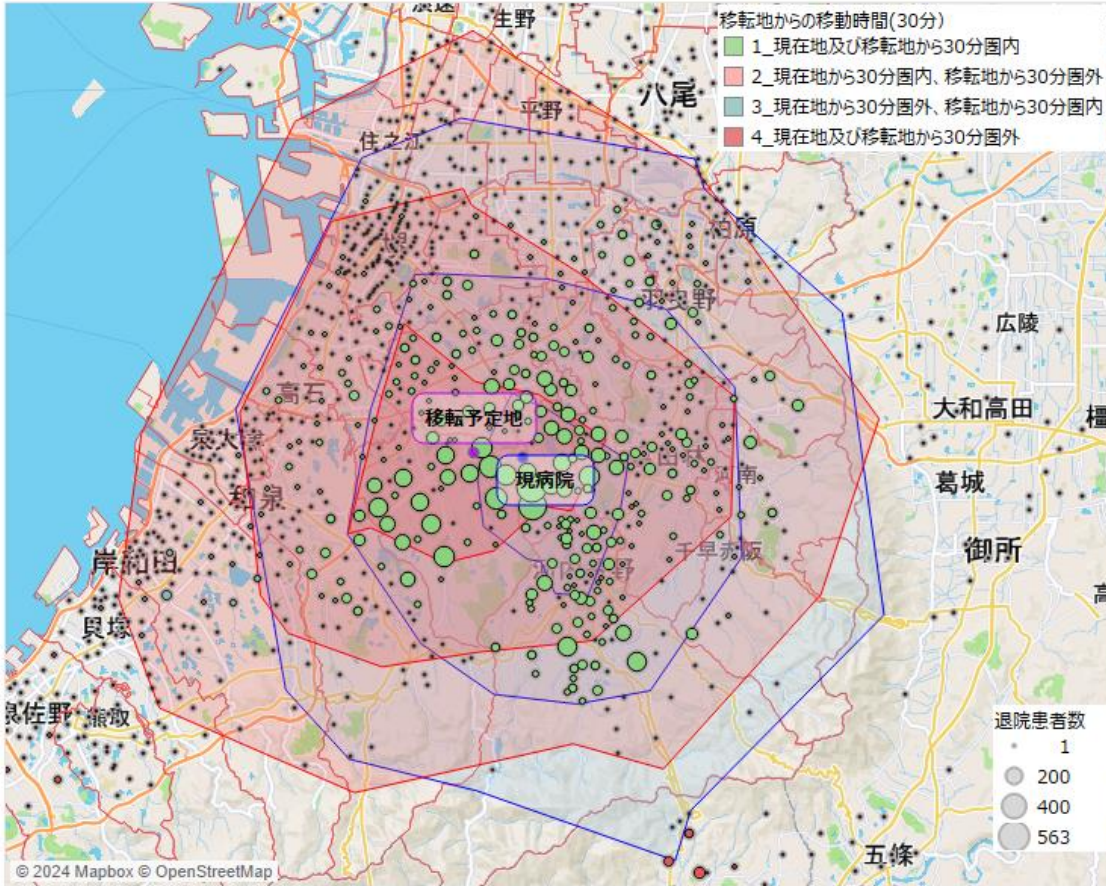 生野
移転地からの移動時間(30分)
1_現在地及び移転地から30分圏内
2_現在地から30分圏内、移転地から30分圏外
3_現在地から30分圏外、移転地から30分圏内
4_現在地及び移転地から30分圏外
八尾
平野
住之江
堺
柏原
羽曳野
広陵
高石
大和高田
移転予定地
泉大津
富田林
河南
現病院
葛城
和泉
御所
岸和田
千早赤阪
河内長野
貝塚
泉佐野
熊取
退院患者数
1
200
400
563
五條
© 2024 Mapbox © OpenStreetMap